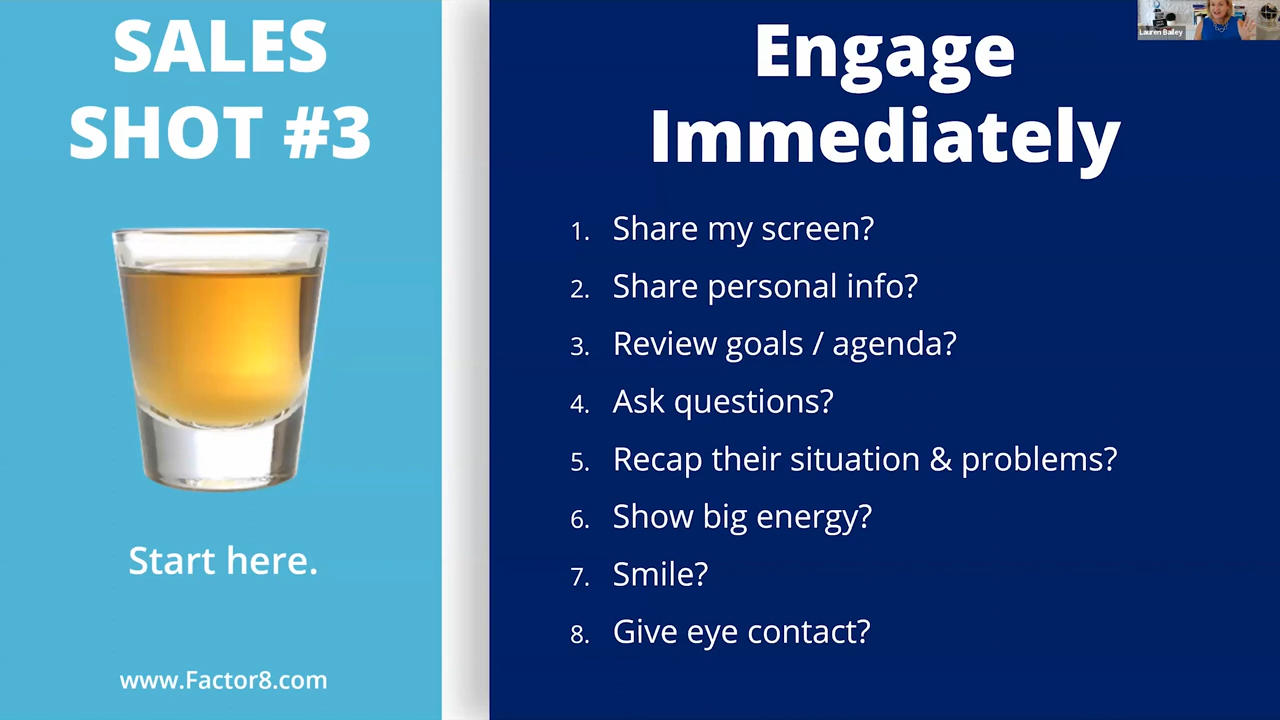 SALES
SHOT #3
Start here.
www.Factor8.com
Engage
Immediately
1. Share my screen?
2. Share personal info?
3. Review goals / agenda?
4. Ask questions?
5. Recap their situation & problems?
6. Show big energy?
7. Smile?
8. Give eye contact?
Lauren Bailey